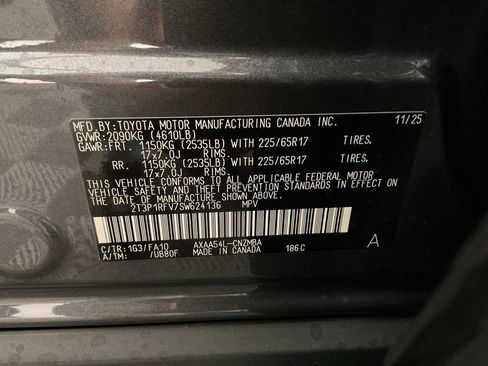 MFD.BY:TOYOTA MOTOR MANUFACTURING CANADA INC. 11/25
GVWR:2090KG (4610LB)
GAWR:FRT. 1150KG (2535LB) WITH 225/65R17 TIRES.
17x7.0J RIMS.
RR. 1150KG (2535LB) WITH 225/65R17 TIRES.
17x7.0J RIMS.
THIS VEHICLE CONFORMS TO ALL APPLICABLE FEDERAL MOTOR
VEHICLE SAFETY AND THEFT PREVENTION STANDARDS IN EFFECT
ON THE DATE OF MANUFACTURE SHOWN ABOVE.
2T3P1RFV7SW624136 MPV
C/TR:1G3/FA10 AXAA54L-CNZMBA 186C A
A/TM: /UB80F MADE IN CANADA